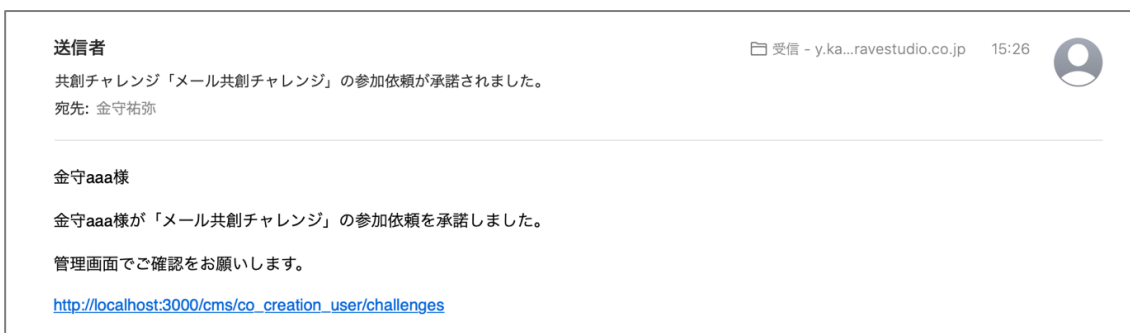 送信者
受信 - y.ka...ravestudio.co.jp 15:26
共創チャレンジ「メール共創チャレンジ」の参加依頼が承諾されました。
宛先: 金守祐弥
金守aaa様
金守aaa様が「メール共創チャレンジ」の参加依頼を承諾しました。
管理画面でご確認をお願いします。
http://localhost:3000/cms/co_creation_user/challenges